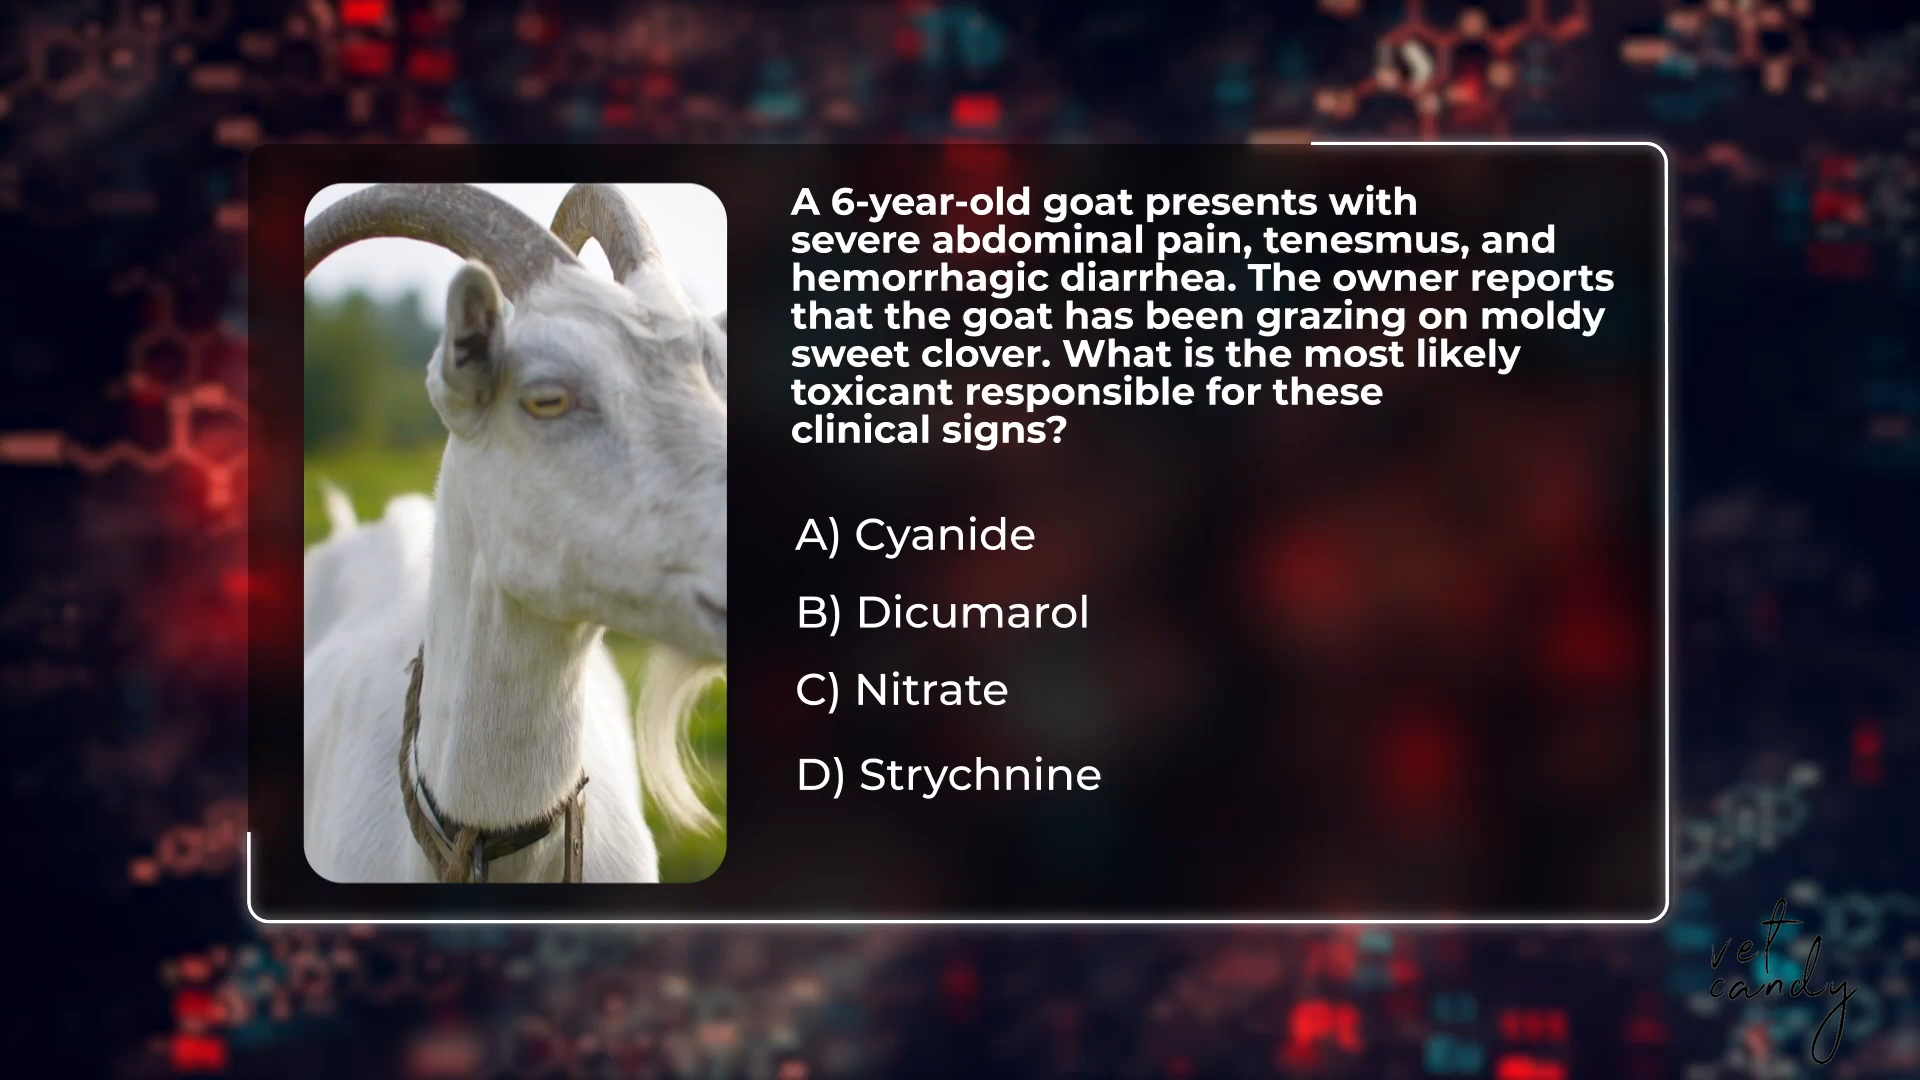 A 6-year-old goat presents with
severe abdominal pain, tenesmus, and
hemorrhagic diarrhea. The owner reports
that the goat has been grazing on moldy
sweet clover. What is the most likely
toxicant responsible for these
clinical signs?
A) Cyanide
B) Dicumarol
C) Nitrate
D) Strychnine
vet
candy
Pt